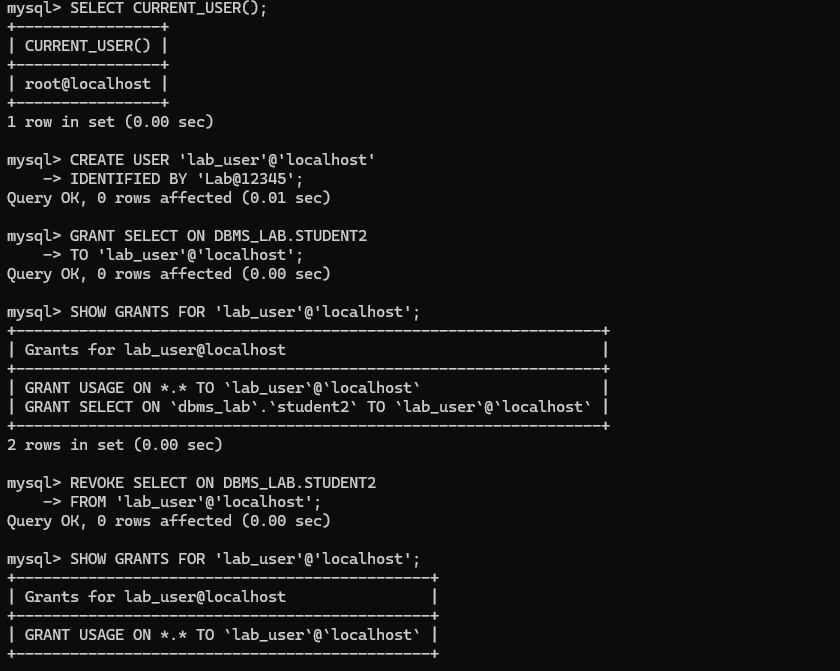 mysql> SELECT CURRENT_USER();
+----------------+
| CURRENT_USER() |
+----------------+
| root@localhost |
+----------------+
1 row in set (0.00 sec)
mysql> CREATE USER 'lab_user'@'localhost'
    -> IDENTIFIED BY 'Lab@12345';
Query OK, 0 rows affected (0.01 sec)
mysql> GRANT SELECT ON DBMS_LAB.STUDENT2
    -> TO 'lab_user'@'localhost';
Query OK, 0 rows affected (0.00 sec)
mysql> SHOW GRANTS FOR 'lab_user'@'localhost';
+-----------------------------------------------------------------+
| Grants for lab_user@localhost                                   |
+-----------------------------------------------------------------+
| GRANT USAGE ON *.* TO `lab_user`@`localhost`                    |
| GRANT SELECT ON `dbms_lab`.`student2` TO `lab_user`@`localhost` |
+-----------------------------------------------------------------+
2 rows in set (0.00 sec)
mysql> REVOKE SELECT ON DBMS_LAB.STUDENT2
    -> FROM 'lab_user'@'localhost';
Query OK, 0 rows affected (0.00 sec)
mysql> SHOW GRANTS FOR 'lab_user'@'localhost';
+----------------------------------------------+
| Grants for lab_user@localhost                |
+----------------------------------------------+
| GRANT USAGE ON *.* TO `lab_user`@`localhost` |
+----------------------------------------------+